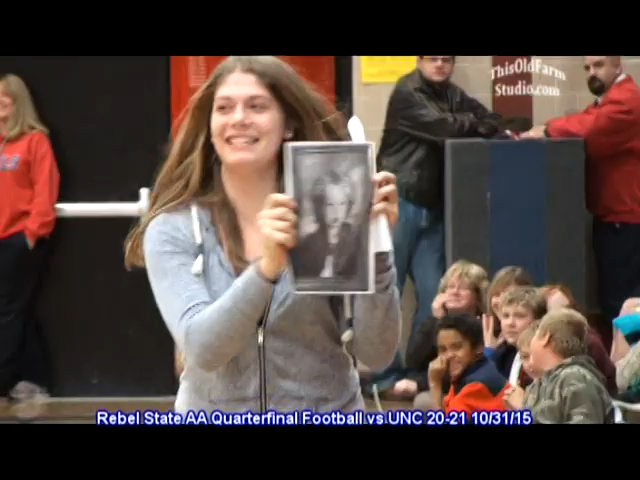 ThisOldFarm
Studio.com
Rebel State AA Quarterfinal Football vs UNC 20-21 10/31/15